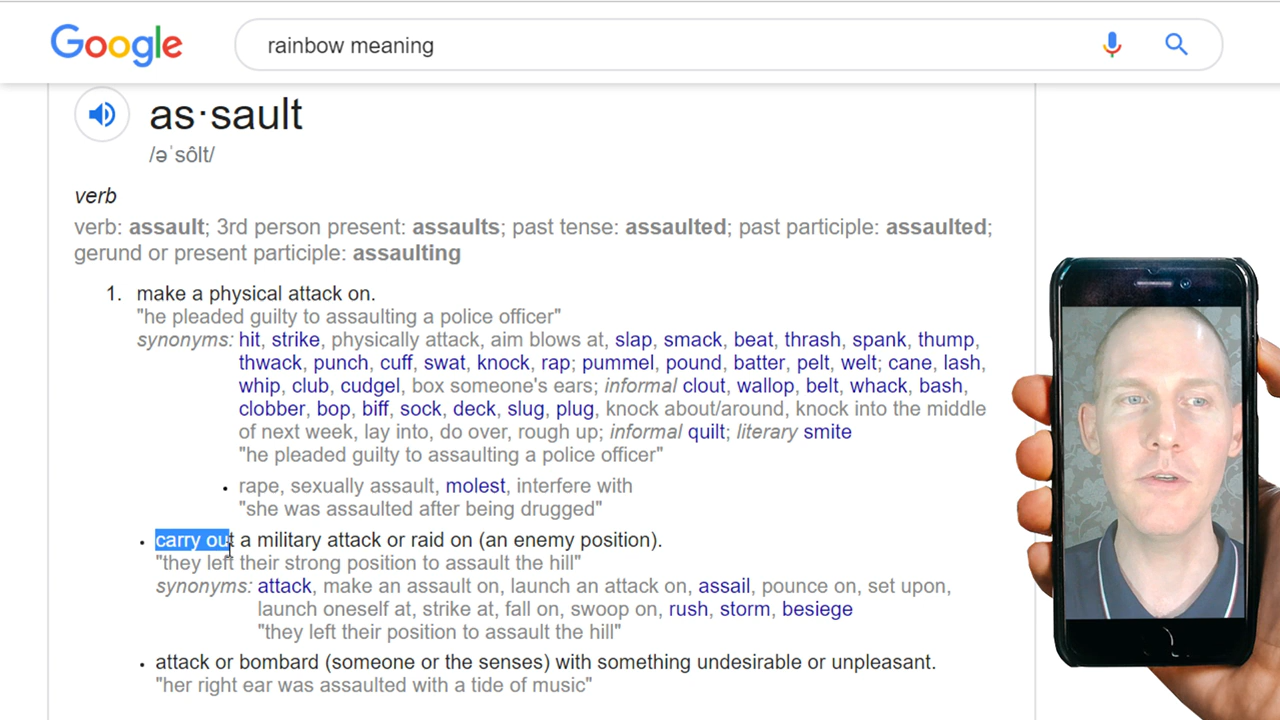 Google
rainbow meaning
as·sault
/əˈsôlt/
verb
verb: assault; 3rd person present: assaults; past tense: assaulted; past participle: assaulted;
gerund or present participle: assaulting
1. make a physical attack on.
"he pleaded guilty to assaulting a police officer"
synonyms: hit, strike, physically attack, aim blows at, slap, smack, beat, thrash, spank, thump,
thwack, punch, cuff, swat, knock, rap; pummel, pound, batter, pelt, welt; cane, lash,
whip, club, cudgel, box someone's ears; informal clout, wallop, belt, whack, bash,
clobber, bop, biff, sock, deck, slug, plug, knock about/around, knock into the middle
of next week, lay into, do over, rough up; informal quilt; literary smite
"he pleaded guilty to assaulting a police officer"
• rape, sexually assault, molest, interfere with
"she was assaulted after being drugged"
• carry out a military attack or raid on (an enemy position).
"they left their strong position to assault the hill"
synonyms: attack, make an assault on, launch an attack on, assail, pounce on, set upon,
launch oneself at, strike at, fall on, swoop on, rush, storm, besiege
"they left their position to assault the hill"
• attack or bombard (someone or the senses) with something undesirable or unpleasant.
"her right ear was assaulted with a tide of music"